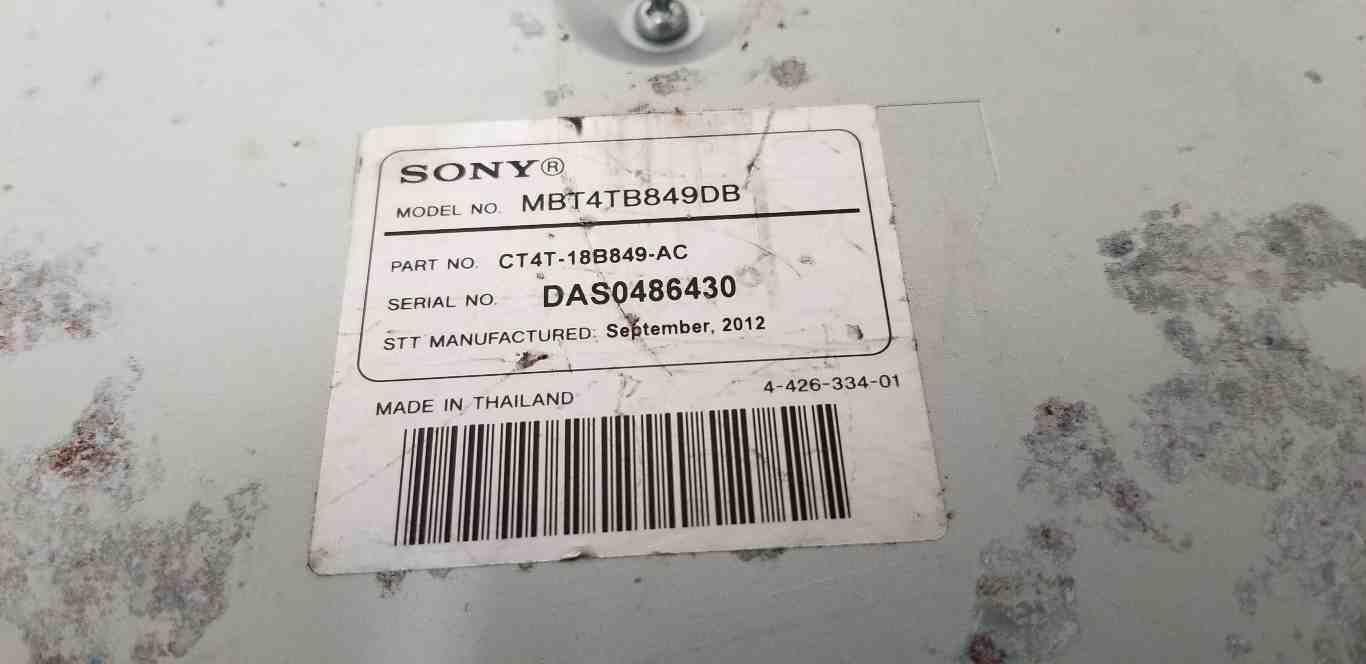 SONY®
MODEL NO. MBT4TB849DB
PART NO. CT4T-18B849-AC
SERIAL NO. DAS0486430
STT MANUFACTURED: September, 2012
MADE IN THAILAND 4-426-334-01